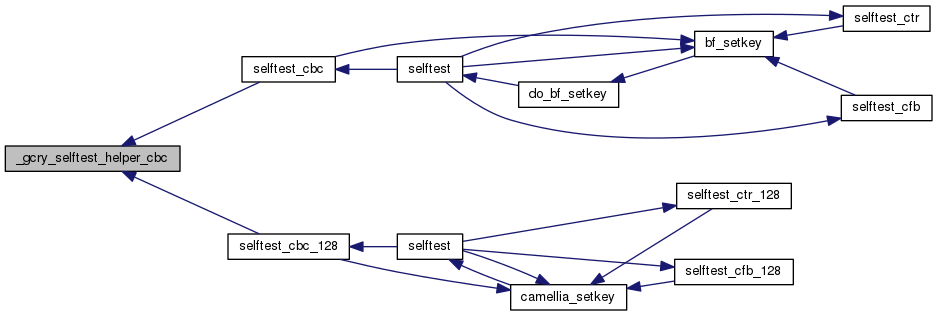 selftest_ctr
bf_setkey
selftest_cbc
selftest
do_bf_setkey
selftest_cfb
_gcry_selftest_helper_cbc
selftest_ctr_128
selftest_cbc_128
selftest
selftest_cfb_128
camellia_setkey